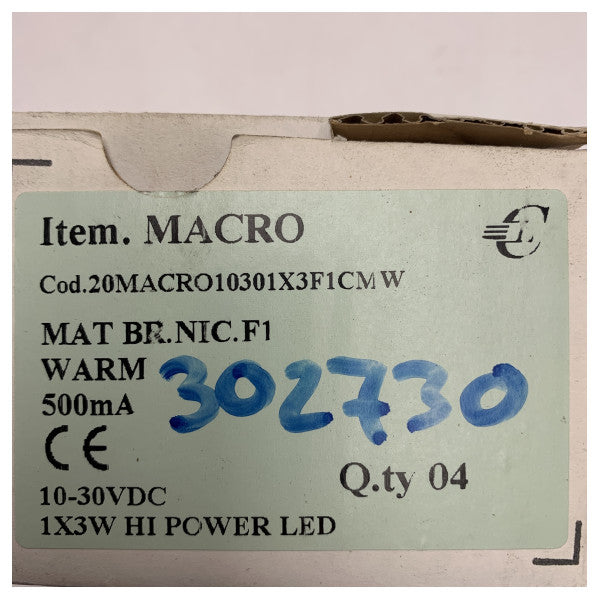 Item. MACRO
Cod.20MACRO10301X3F1CMW
MAT BR.NIC.F1
WARM
302730
500mA
CE
Q.ty 04
10-30VDC
1X3W HI POWER LED